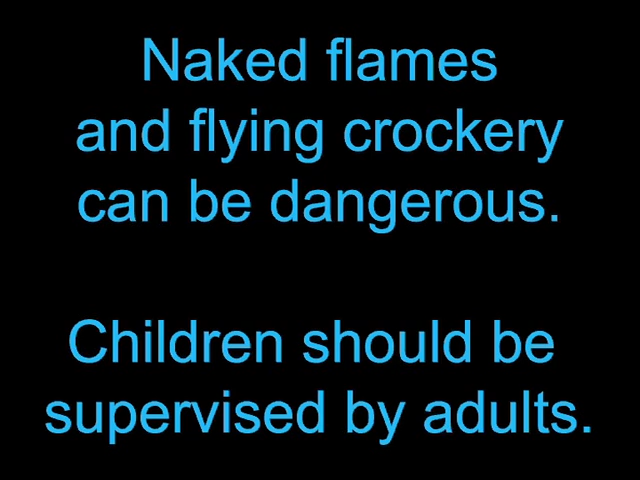 Naked flames
and flying crockery
can be dangerous.
Children should be
supervised by adults.